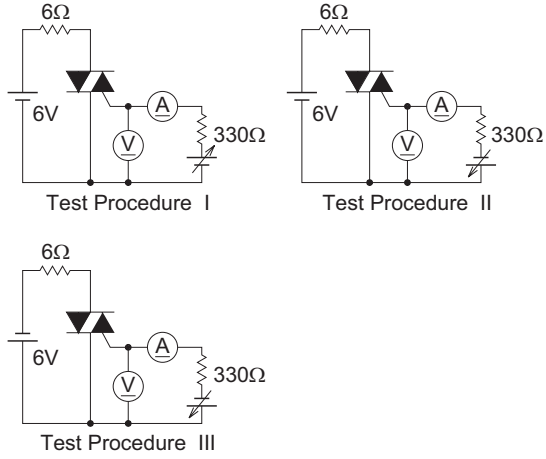 6Ω
6V
A
V
330Ω
Test Procedure I
6Ω
6V
A
V
330Ω
Test Procedure II
6Ω
6V
A
V
330Ω
Test Procedure III